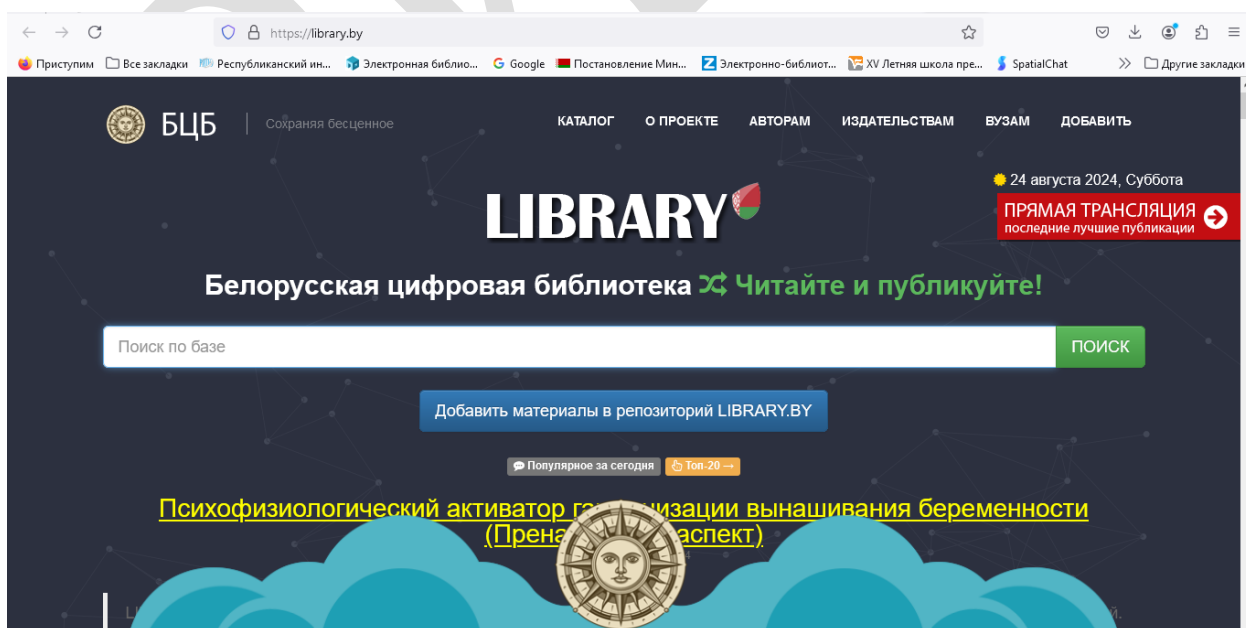 https://library.by
Приступим Все закладки Республиканский ин... Электронная библио... Google Постановление Мин... Электронно-библиот... XV Летняя школа пре... SpatialChat Другие закладки
БЦБ Сохраняя бесценное КАТАЛОГ О ПРОЕКТЕ АВТОРАМ ИЗДАТЕЛЬСТВАМ ВУЗАМ ДОБАВИТЬ
24 августа 2024, Суббота
LIBRARY
ПРЯМАЯ ТРАНСЛЯЦИЯ
последние лучшие публикации
Белорусская цифровая библиотека Читайте и публикуйте!
Поиск по базе ПОИСК
Добавить материалы в репозиторий LIBRARY.BY
Популярное за сегодня Топ-20 →
Психофизиологический активатор вынашивания беременности